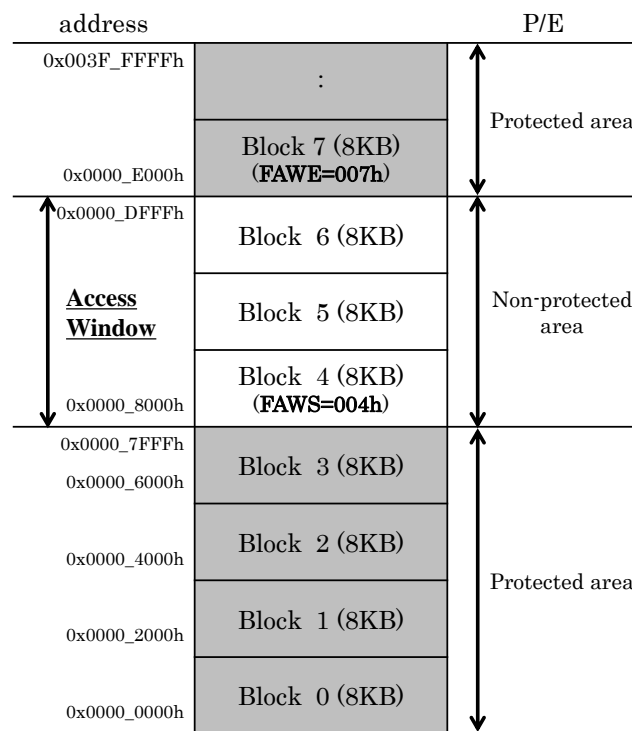 address P/E
0x003F_FFFFh
:
Protected area
Block 7 (8KB)
0x0000_E000h (FAWE=007h)
0x0000_DFFFh
Block 6 (8KB)
Access
Window
Block 5 (8KB)
Non-protected
area
Block 4 (8KB)
0x0000_8000h (FAWS=004h)
0x0000_7FFFh
Block 3 (8KB)
0x0000_6000h
Block 2 (8KB)
0x0000_4000h
Protected area
Block 1 (8KB)
0x0000_2000h
Block 0 (8KB)
0x0000_0000h